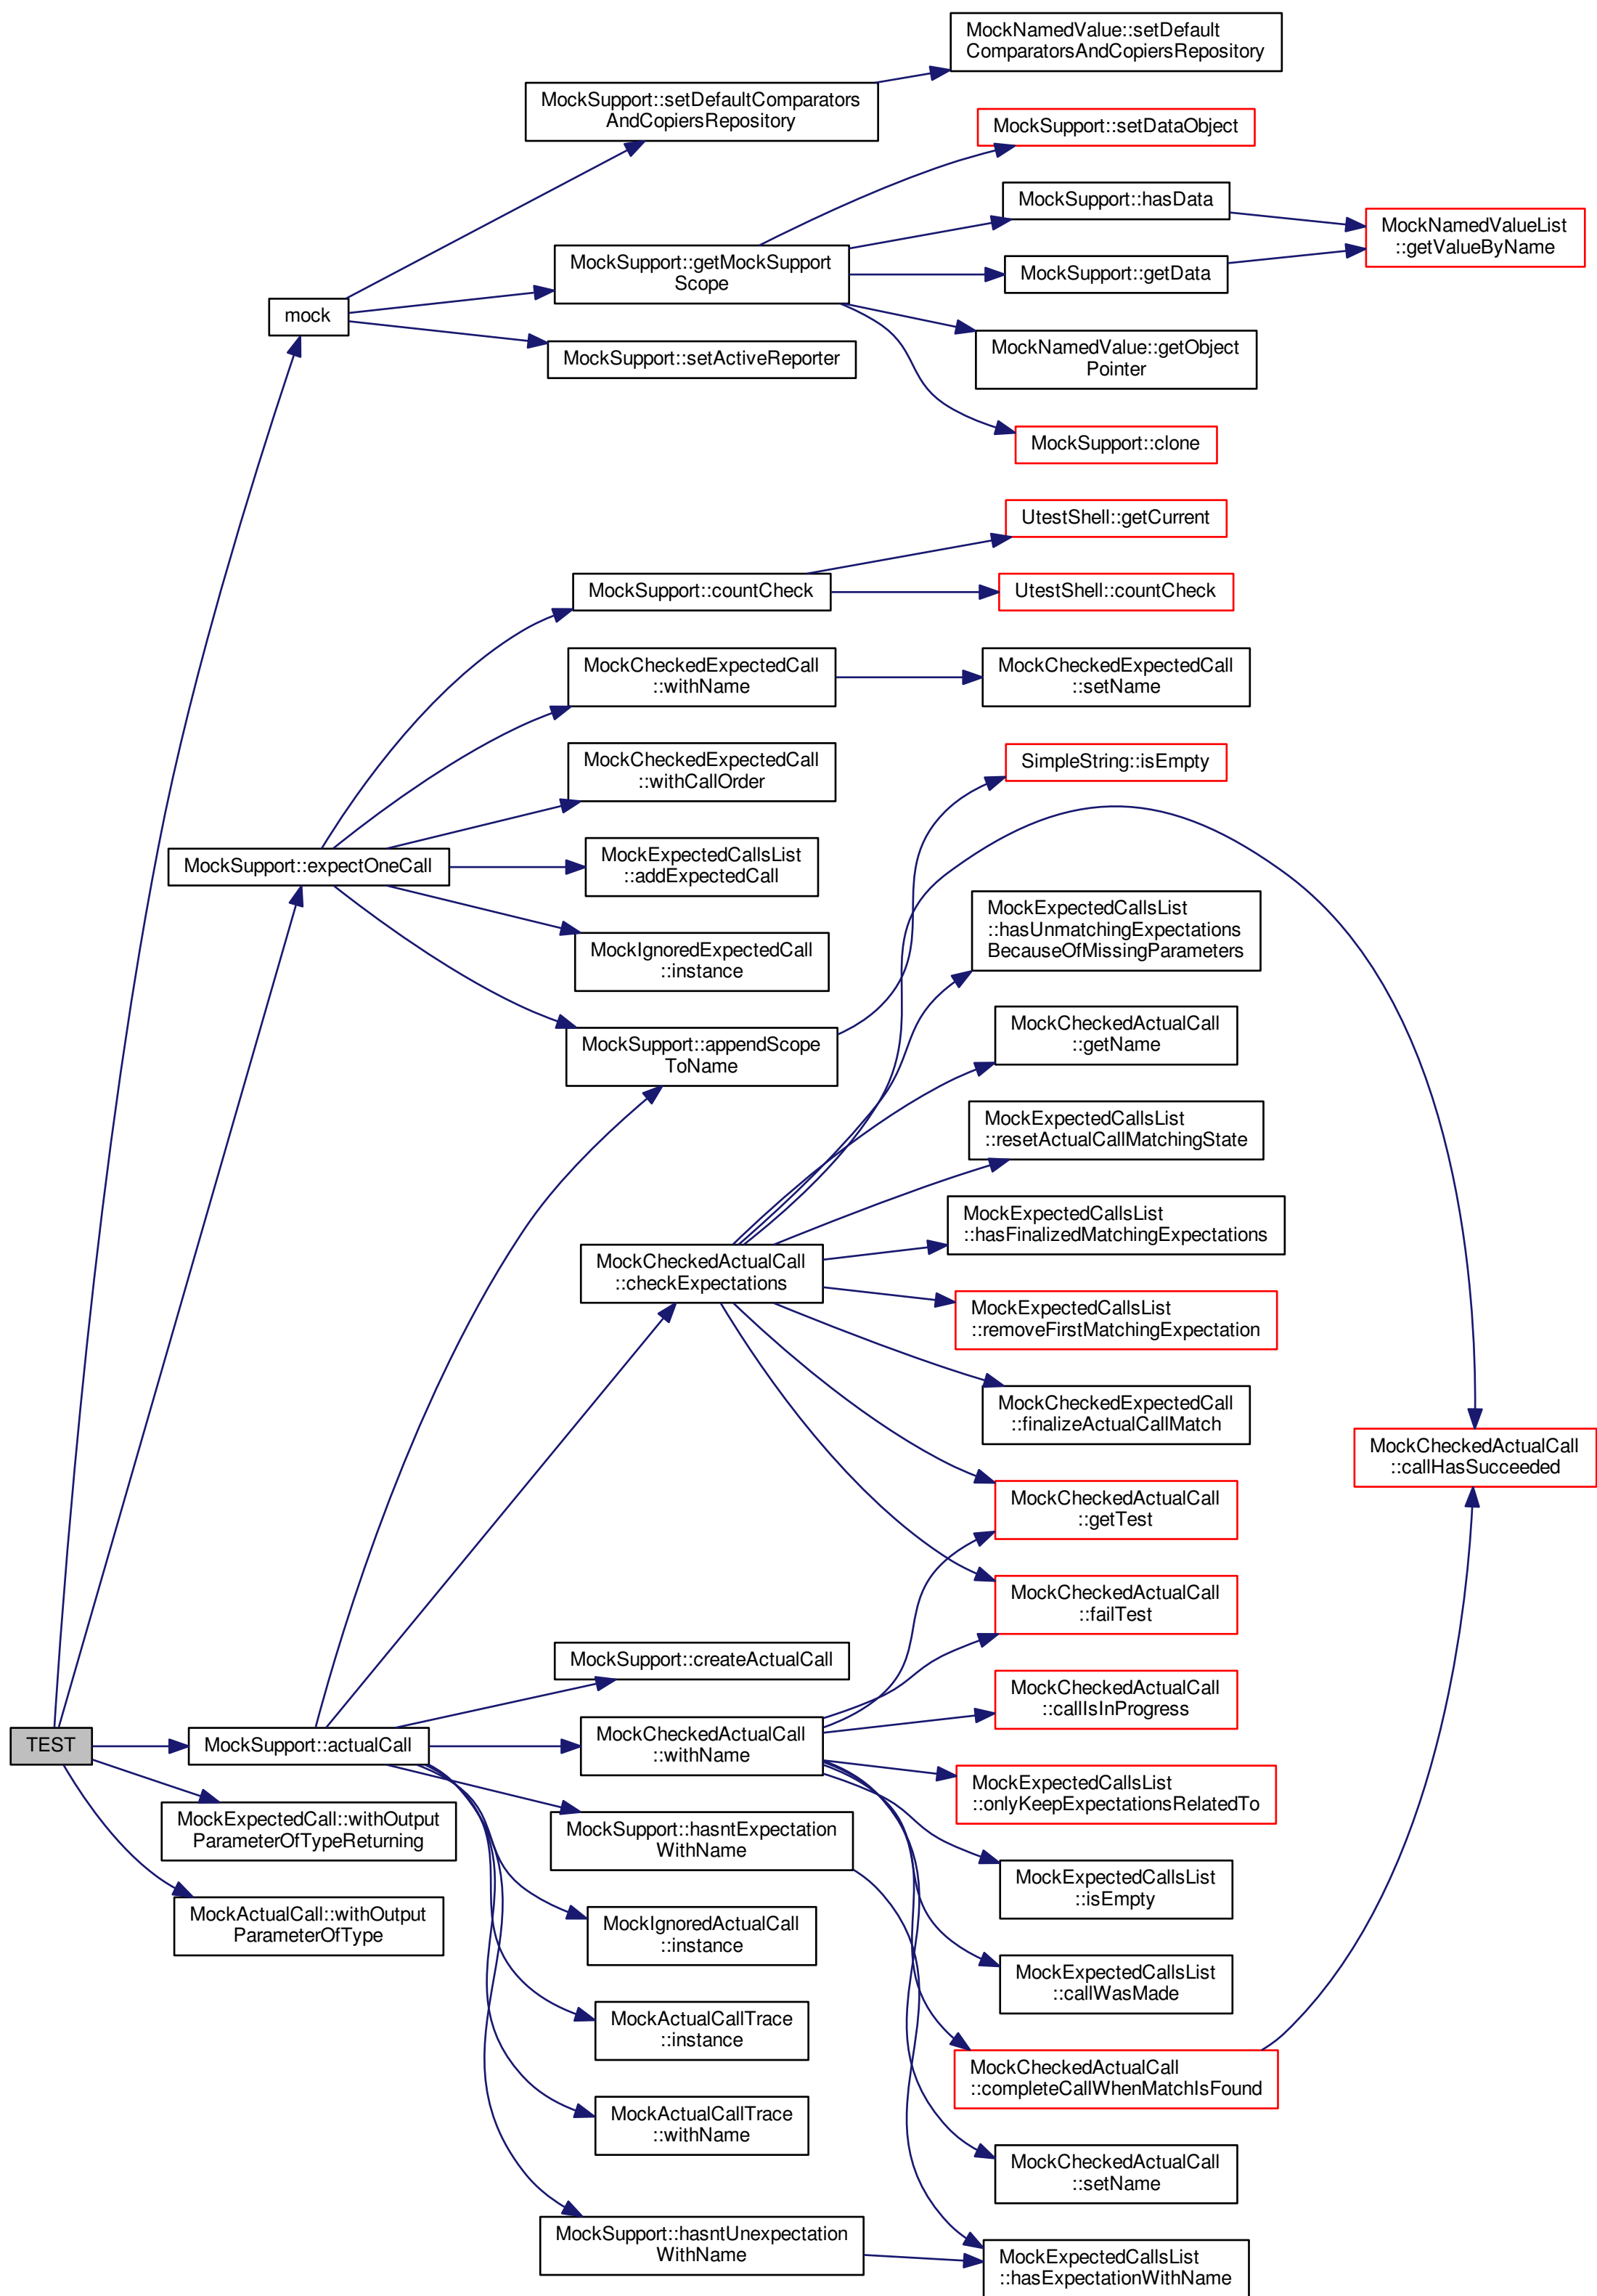 MockNamedValue::setDefault
ComparatorsAndCopiersRepository
MockSupport::setDefaultComparators
AndCopiersRepository
MockSupport::setDataObject
MockSupport::hasData
MockNamedValueList
::getValueByName
MockSupport::getMockSupport
Scope
MockSupport::getData
mock
MockSupport::setActiveReporter
MockNamedValue::getObject
Pointer
MockSupport::clone
UtestShell::getCurrent
MockSupport::countCheck
UtestShell::countCheck
MockCheckedExpectedCall
::withName
MockCheckedExpectedCall
::setName
MockCheckedExpectedCall
::withCallOrder
SimpleString::isEmpty
MockSupport::expectOneCall
MockExpectedCallsList
::addExpectedCall
MockExpectedCallsList
::hasUnmatchingExpectations
BecauseOfMissingParameters
MockIgnoredExpectedCall
::instance
MockSupport::appendScope
ToName
MockCheckedActualCall
::getName
MockExpectedCallsList
::resetActualCallMatchingState
MockCheckedActualCall
::checkExpectations
MockExpectedCallsList
::hasFinalizedMatchingExpectations
MockExpectedCallsList
::removeFirstMatchingExpectation
MockCheckedExpectedCall
::finalizeActualCallMatch
MockCheckedActualCall
::callHasSucceeded
MockCheckedActualCall
::getTest
MockCheckedActualCall
::failTest
MockSupport::createActualCall
MockCheckedActualCall
::callIsInProgress
TEST
MockSupport::actualCall
MockCheckedActualCall
::withName
MockExpectedCallsList
::onlyKeepExpectationsRelatedTo
MockExpectedCall::withOutput
ParameterOfTypeReturning
MockSupport::hasntExpectation
WithName
MockExpectedCallsList
::isEmpty
MockActualCall::withOutput
ParameterOfType
MockIgnoredActualCall
::instance
MockExpectedCallsList
::callWasMade
MockActualCallTrace
::instance
MockCheckedActualCall
::completeCallWhenMatchIsFound
MockActualCallTrace
::withName
MockCheckedActualCall
::setName
MockSupport::hasntUnexpectation
WithName
MockExpectedCallsList
::hasExpectationWithName